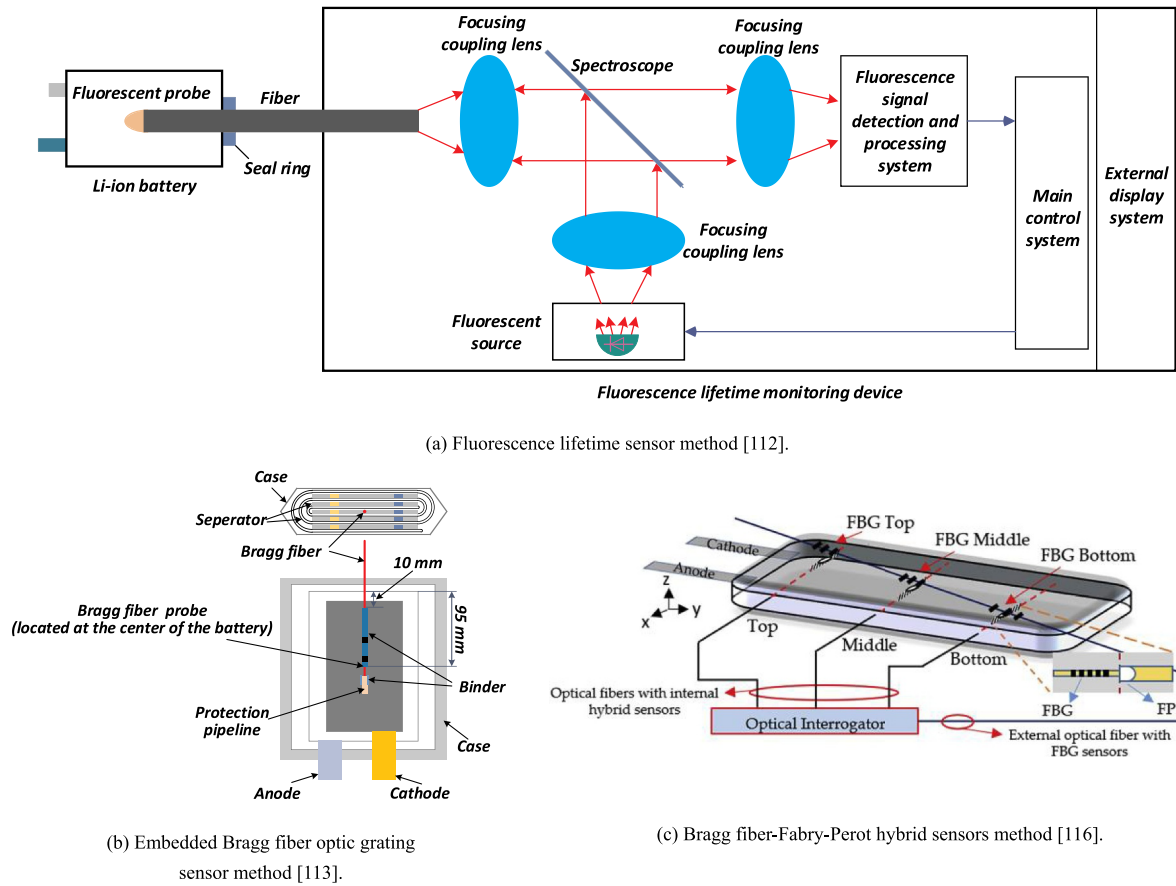 Focusing
coupling lens
Focusing
coupling lens
Spectroscope
Fluorescent probe
Fiber
Fluorescence
signal
detection and
processing
system
Seal ring
Li-ion battery
Main
control
system
External
display
system
Focusing
coupling lens
Fluorescent
source
Fluorescence lifetime monitoring device
(a) Fluorescence lifetime sensor method [112].
Case
Seperator
Bragg fiber
10 mm
95 mm
Bragg fiber probe
(located at the center of the battery)
Binder
Protection
pipeline
Case
Anode
Cathode
(b) Embedded Bragg fiber optic grating
sensor method [113].
FBG Top
FBG Middle
FBG Bottom
Cathode
Anode
z
x
y
Top
Middle
Bottom
Optical fibers with internal
hybrid sensors
FBG
FP
Optical Interrogator
External optical fiber with
FBG sensors
(c) Bragg fiber-Fabry-Perot hybrid sensors method [116].